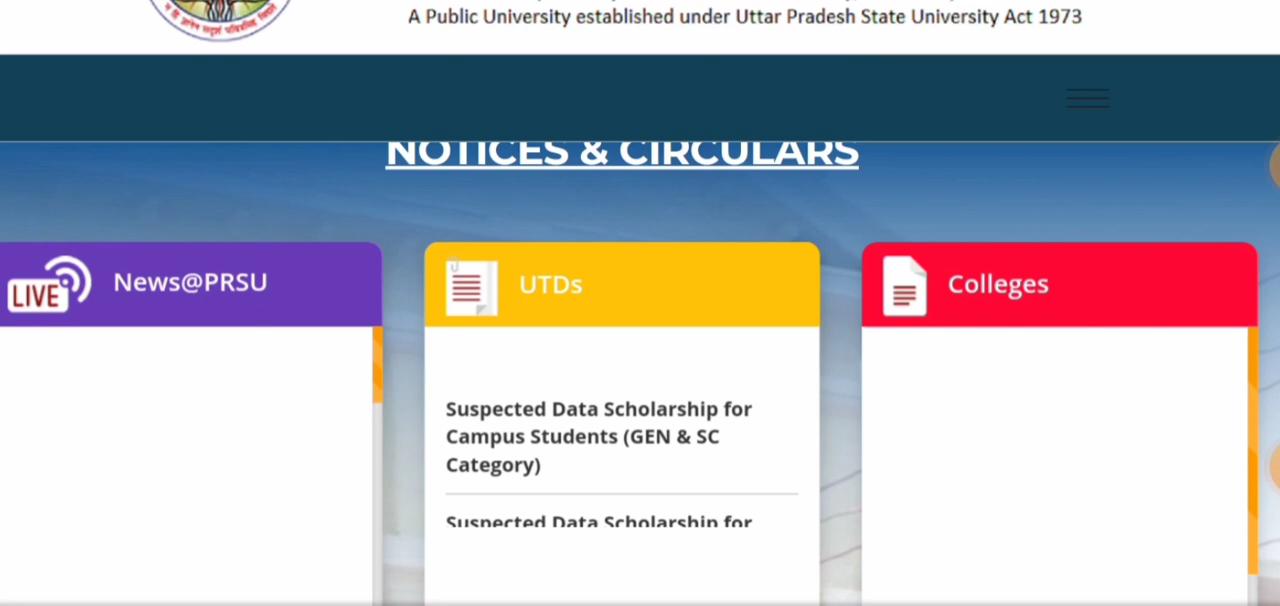 A Public University established under Uttar Pradesh State University Act 1973
NOTICES & CIRCULARS
LIVE
News@PRSU
UTDs
Colleges
Suspected Data Scholarship for
Campus Students (GEN & SC
Category)
Suspected Data Scholarship for